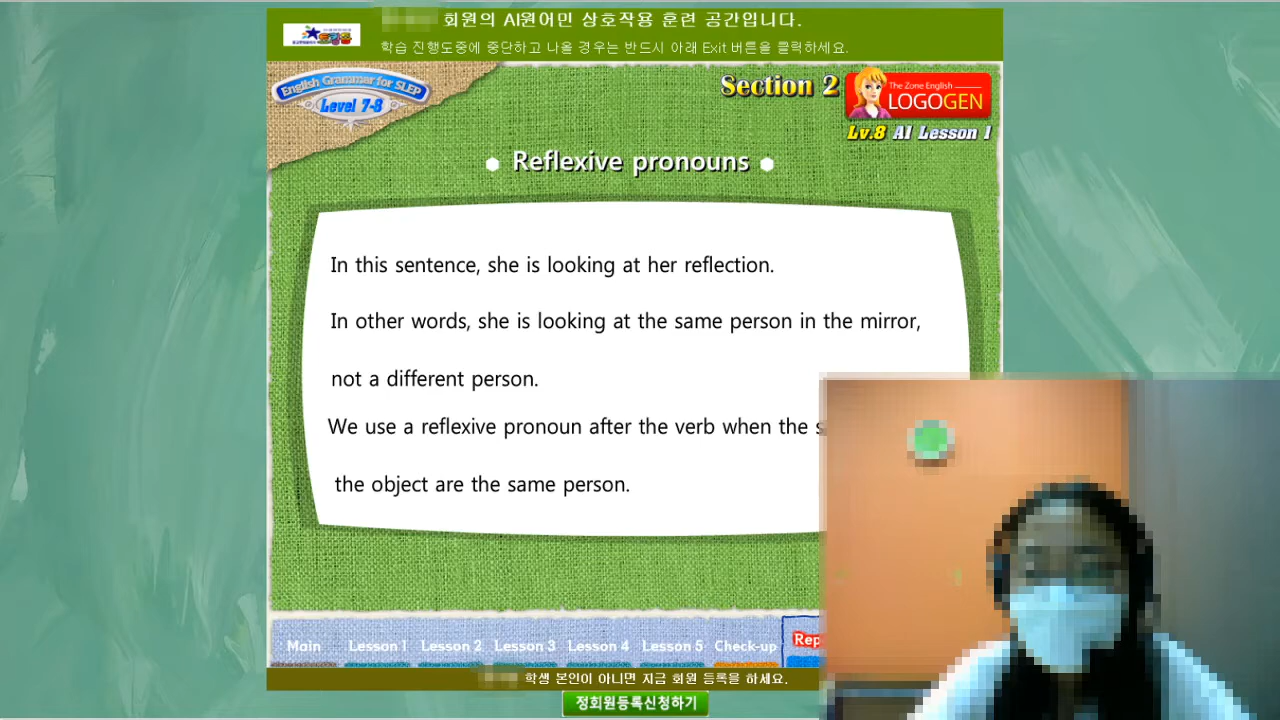 회원의 AI원어민 상호작용 훈련 공간입니다.
학습 진행도중에 중단하고 나올 경우는 반드시 아래 Exit 버튼을 클릭하세요.
English Grammar for SLEP
Level 7-8
Section 2
The Zone English
LOGOGEN
Lv.8 AI Lesson 1
Reflexive pronouns
In this sentence, she is looking at her reflection.
In other words, she is looking at the same person in the mirror,
not a different person.
We use a reflexive pronoun after the verb when the
the object are the same person.
Main Lesson 1 Lesson 2 Lesson 3 Lesson 4 Lesson 5 Check-up
학생 본인이 아니면 지금 회원 등록을 하세요.
정회원등록신청하기